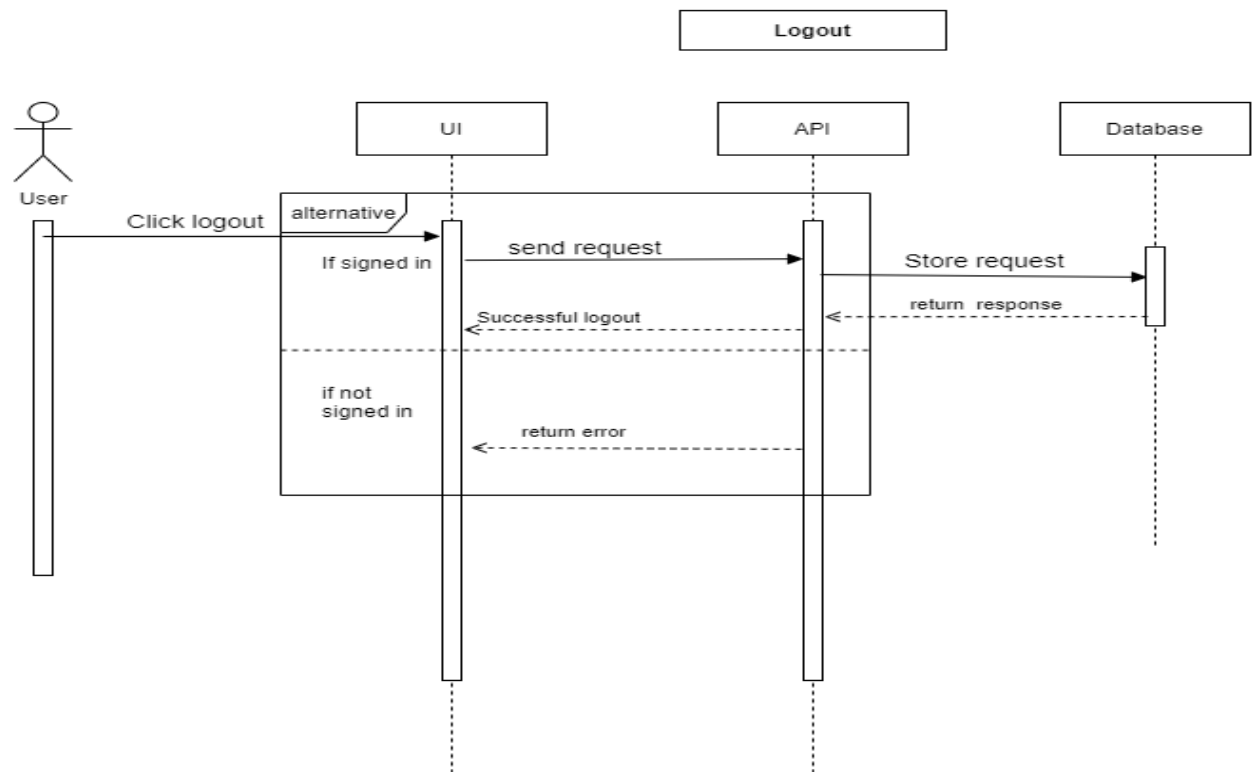 Logout
UI
API
Database
User
Click logout
alternative
If signed in
send request
Store request
return response
Successful logout
if not
signed in
return error